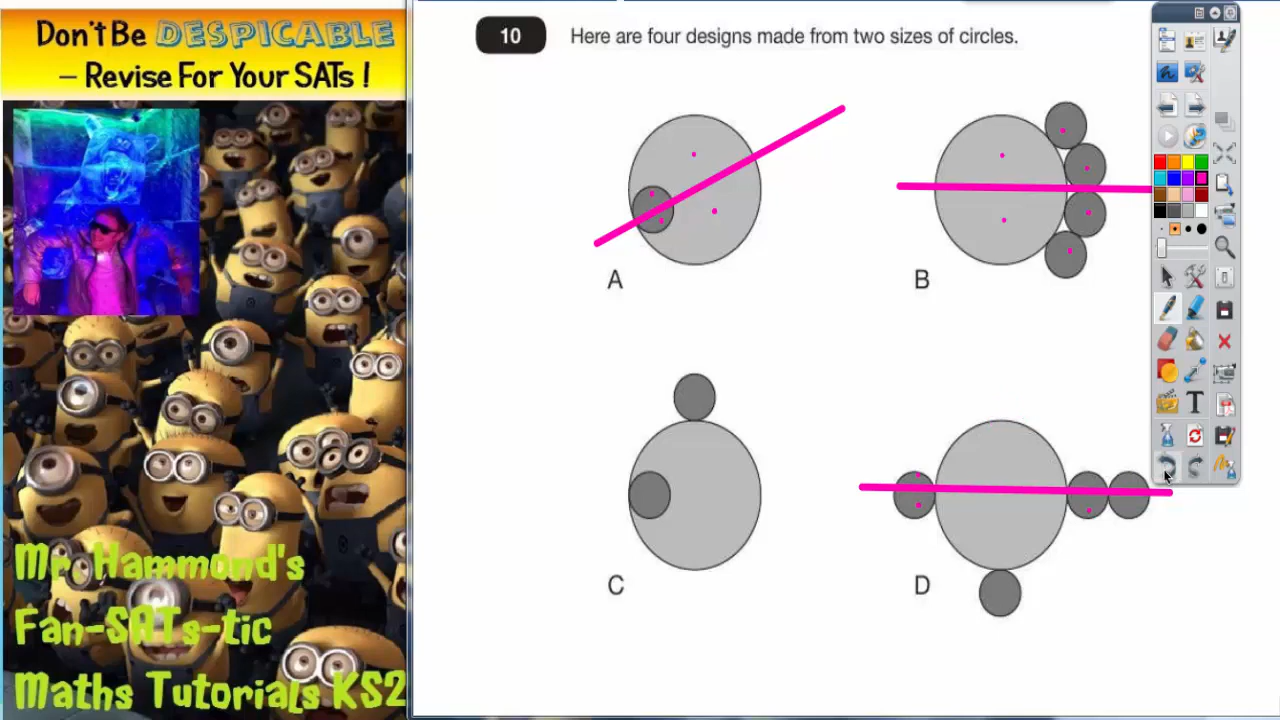 Don't Be DESPICABLE
– Revise For Your SATs !
Mr. Hammond's
Fan-SATs-tic
Maths Tutorials KS2
10 Here are four designs made from two sizes of circles.
A
B
C
D
T